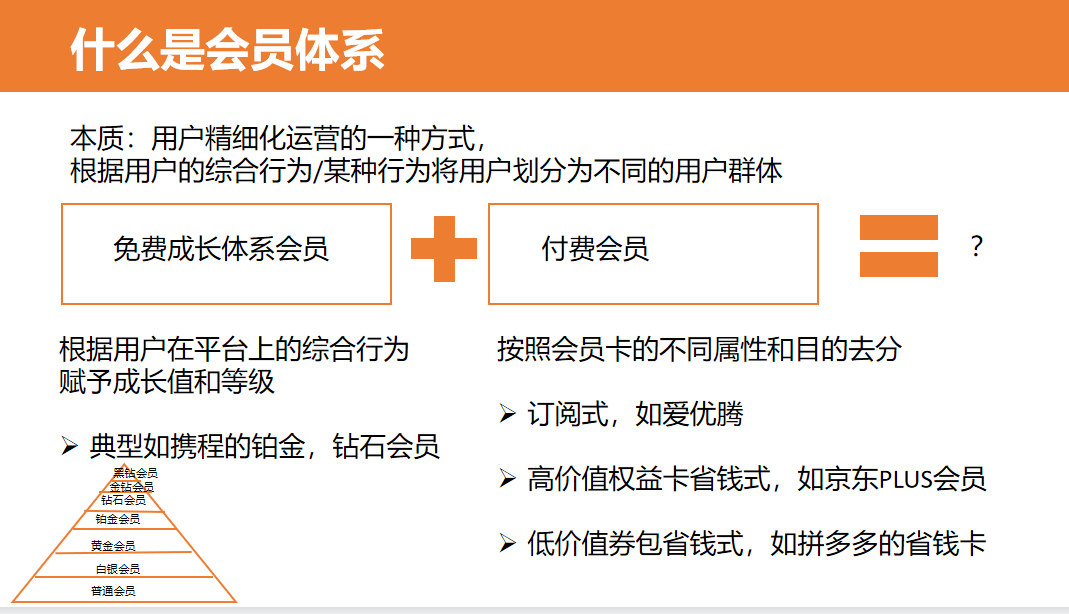 什么是会员体系
本质：用户精细化运营的一种方式，
根据用户的综合行为/某种行为将用户划分为不同的用户群体
免费成长体系会员
付费会员
？
根据用户在平台上的综合行为
赋予成长值和等级
➢ 典型如携程的铂金，钻石会员
黑钻会员
金钻会员
钻石会员
铂金会员
黄金会员
白银会员
普通会员
按照会员卡的不同属性和目的去分
➢ 订阅式，如爱优腾
➢ 高价值权益卡省钱式，如京东PLUS会员
➢ 低价值券包省钱式，如拼多多的省钱卡